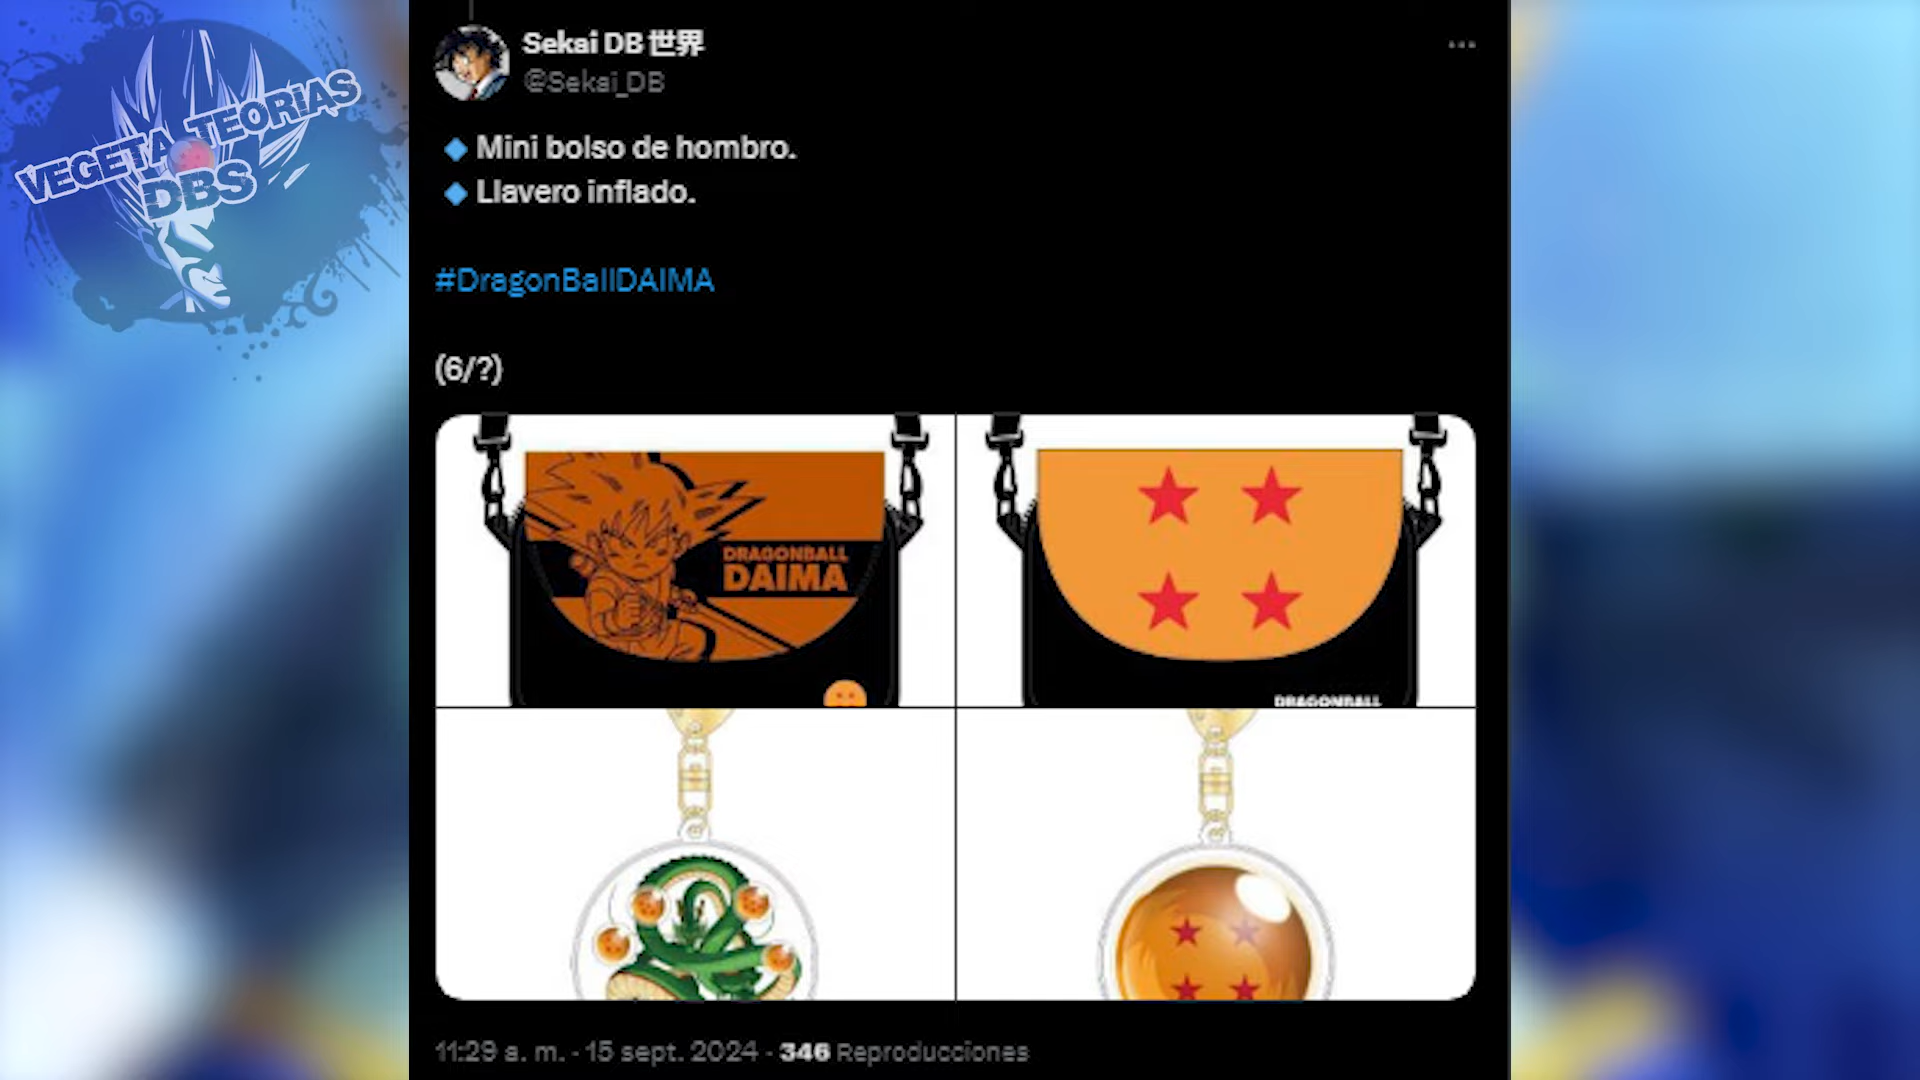 VEGETA TEORIAS
DBS
Sekai DB 世界
@Sekai_DB
Mini bolso de hombro.
Llavero inflado.
#DragonBallDAIMA
(6/?)
DRAGONBALL
DAIMA
DRAGONBALL
11:29 a. m. · 15 sept. 2024 · 346 Reproducciones